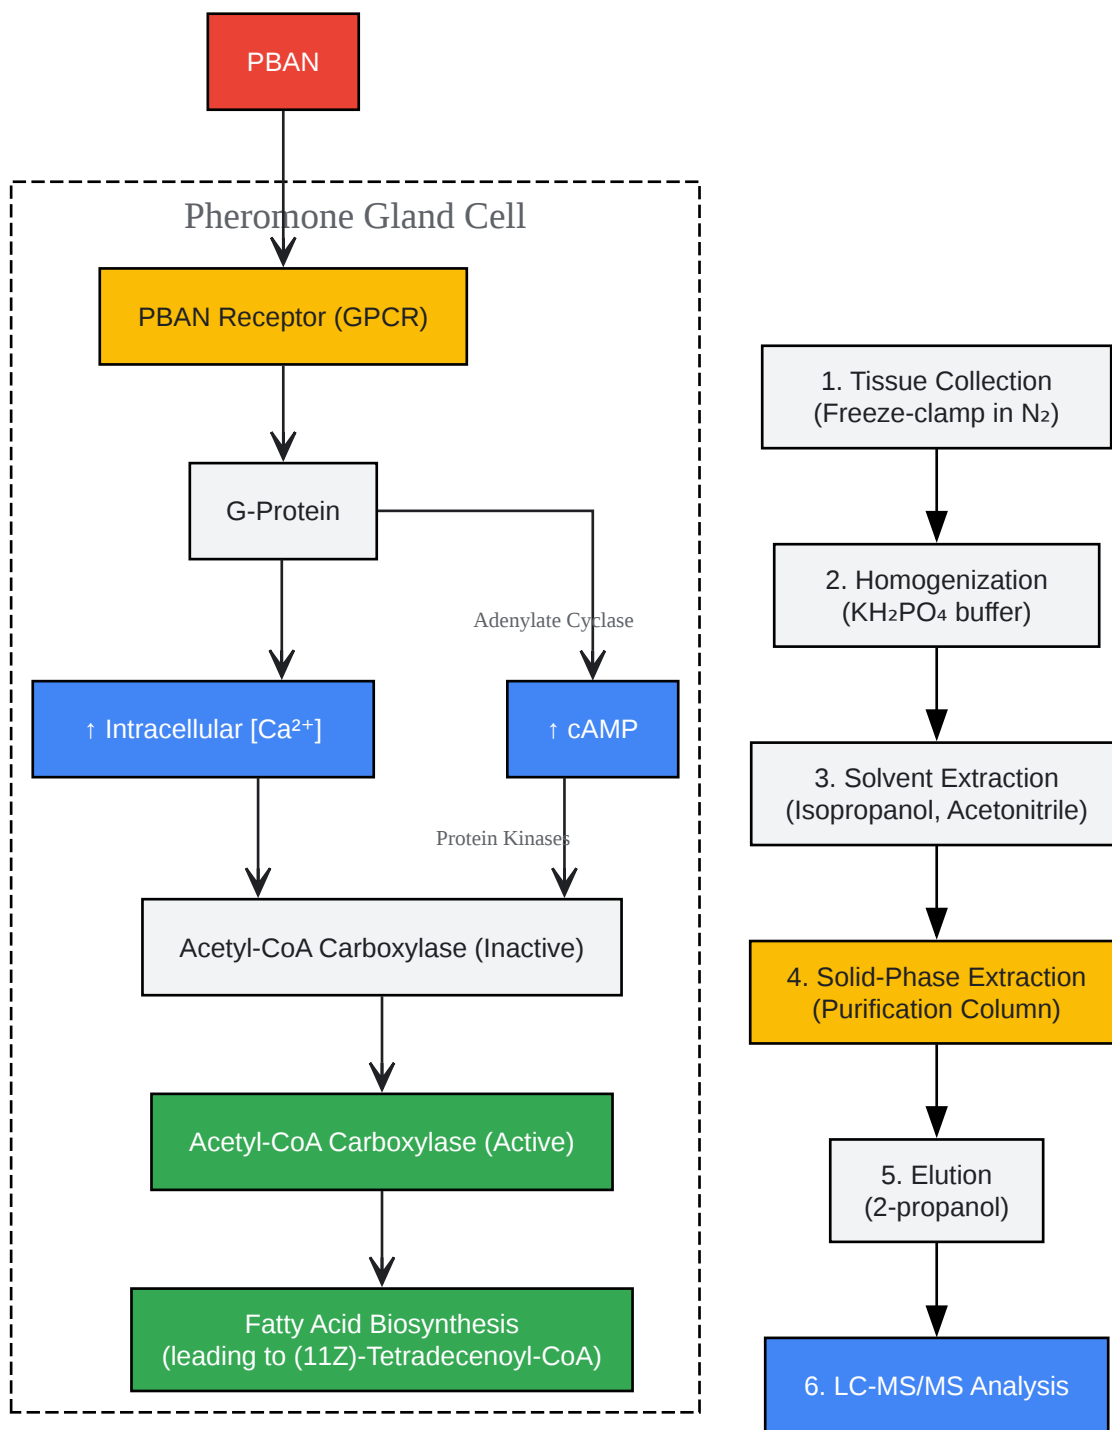 PBAN
Pheromone Gland Cell
PBAN Receptor (GPCR)
G-Protein
Adenylate Cyclase
↑ Intracellular [Ca²⁺]
↑ cAMP
Protein Kinases
Acetyl-CoA Carboxylase (Inactive)
Acetyl-CoA Carboxylase (Active)
Fatty Acid Biosynthesis
(leading to (11Z)-Tetradecenoyl-CoA)
1. Tissue Collection
(Freeze-clamp in N₂)
2. Homogenization
(KH₂PO₄ buffer)
3. Solvent Extraction
(Isopropanol, Acetonitrile)
4. Solid-Phase Extraction
(Purification Column)
5. Elution
(2-propanol)
6. LC-MS/MS Analysis